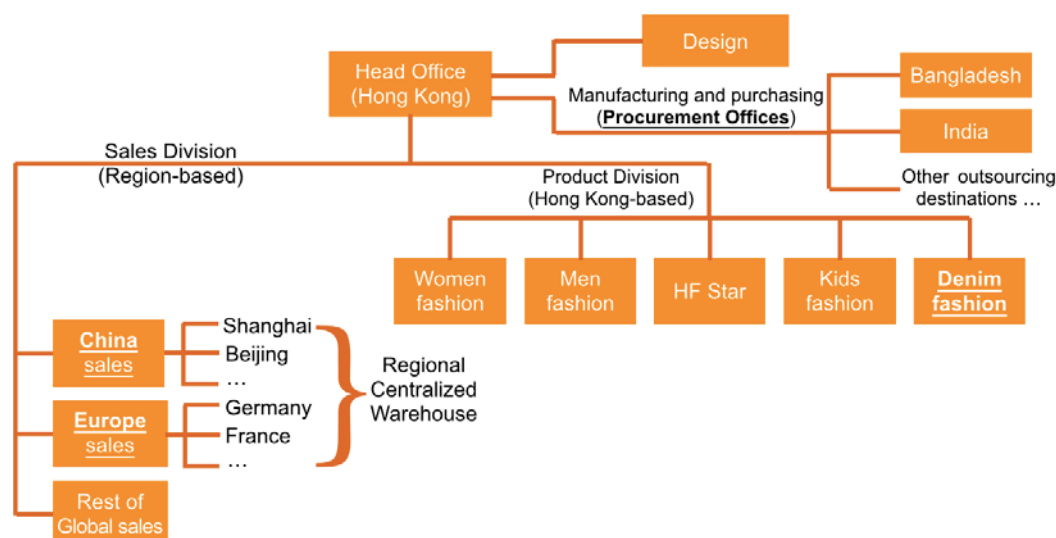 Design
Head Office
(Hong Kong)
Bangladesh
Manufacturing and purchasing
(Procurement Offices)
India
Sales Division
(Region-based)
Product Division
(Hong Kong-based)
Other outsourcing
destinations …
Women
fashion
Men
fashion
HF Star
Kids
fashion
Denim
fashion
China
sales
Shanghai
Beijing
…
Regional
Centralized
Warehouse
Europe
sales
Germany
France
…
Rest of
Global sales